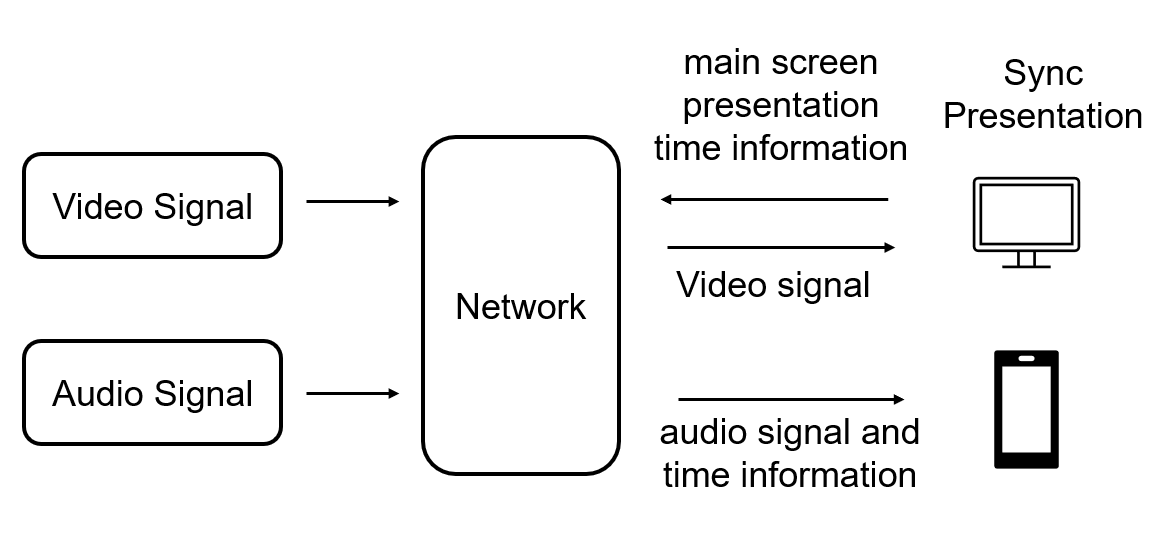 main screen
presentation
time information
Sync
Presentation
Video Signal
Network
Video signal
Audio Signal
audio signal and
time information